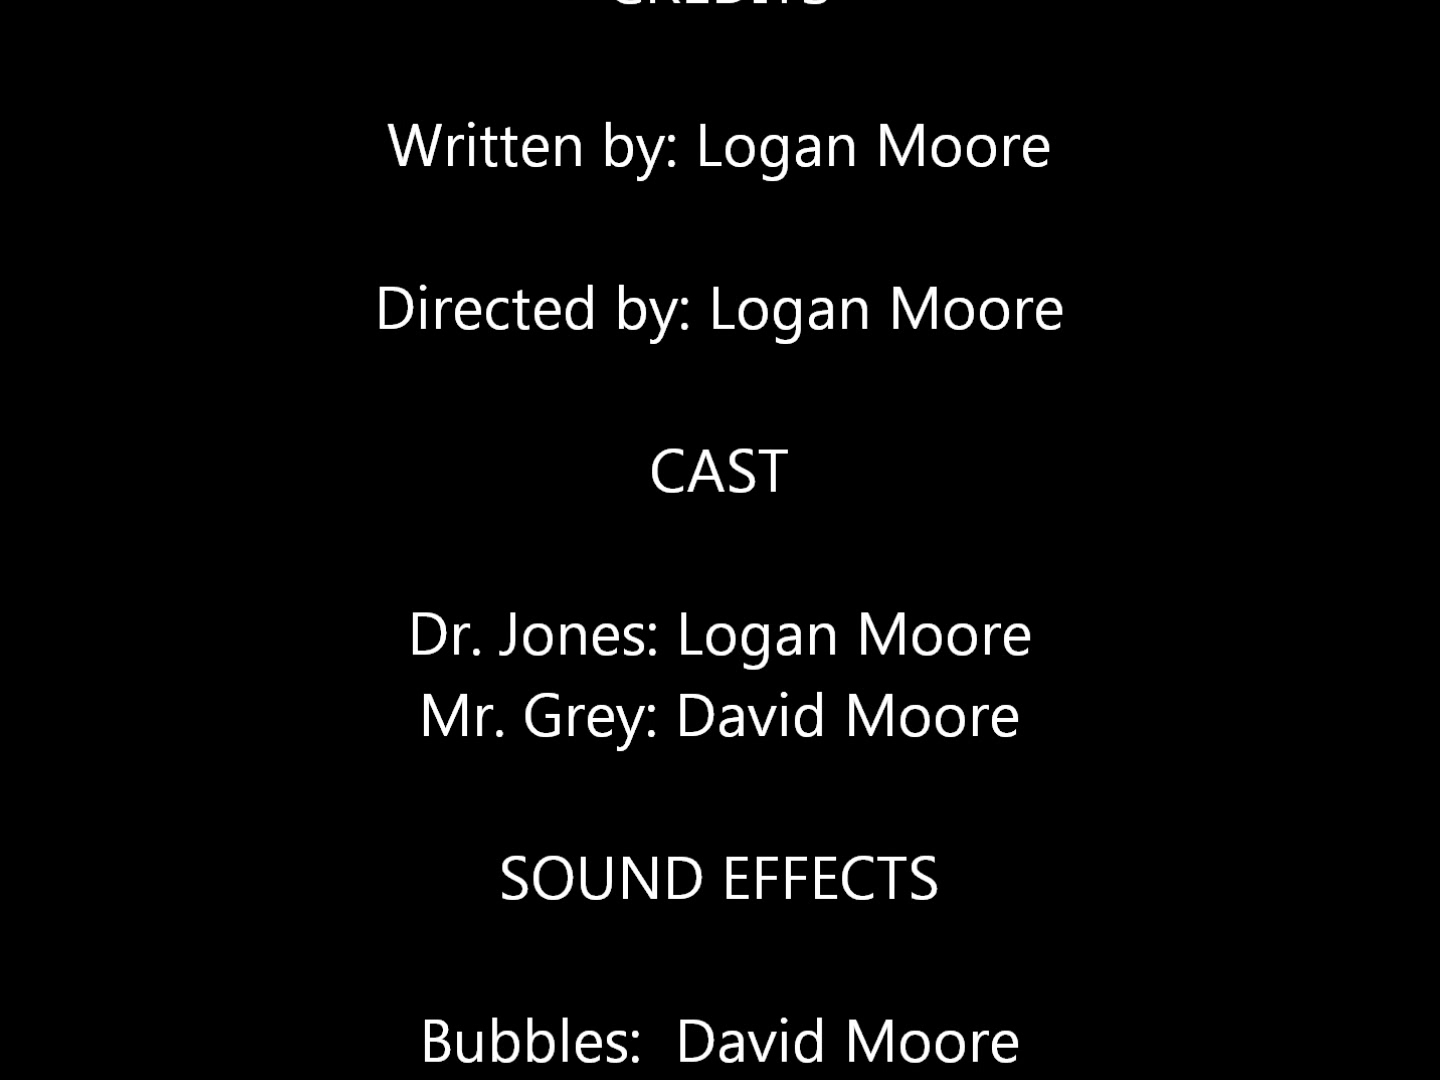 CREDITS
Written by: Logan Moore
Directed by: Logan Moore
CAST
Dr. Jones: Logan Moore
Mr. Grey: David Moore
SOUND EFFECTS
Bubbles:  David Moore